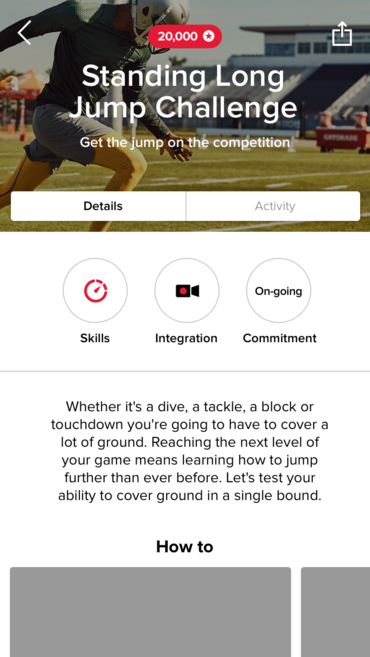 20,000
Standing Long
Jump Challenge
Get the jump on the competition
GATORADE
Details
Activity
On-going
Skills
Integration
Commitment
Whether it's a dive, a tackle, a block or
touchdown you're going to have to cover a
lot of ground. Reaching the next level of
your game means learning how to jump
further than ever before. Let's test your
ability to cover ground in a single bound.
How to